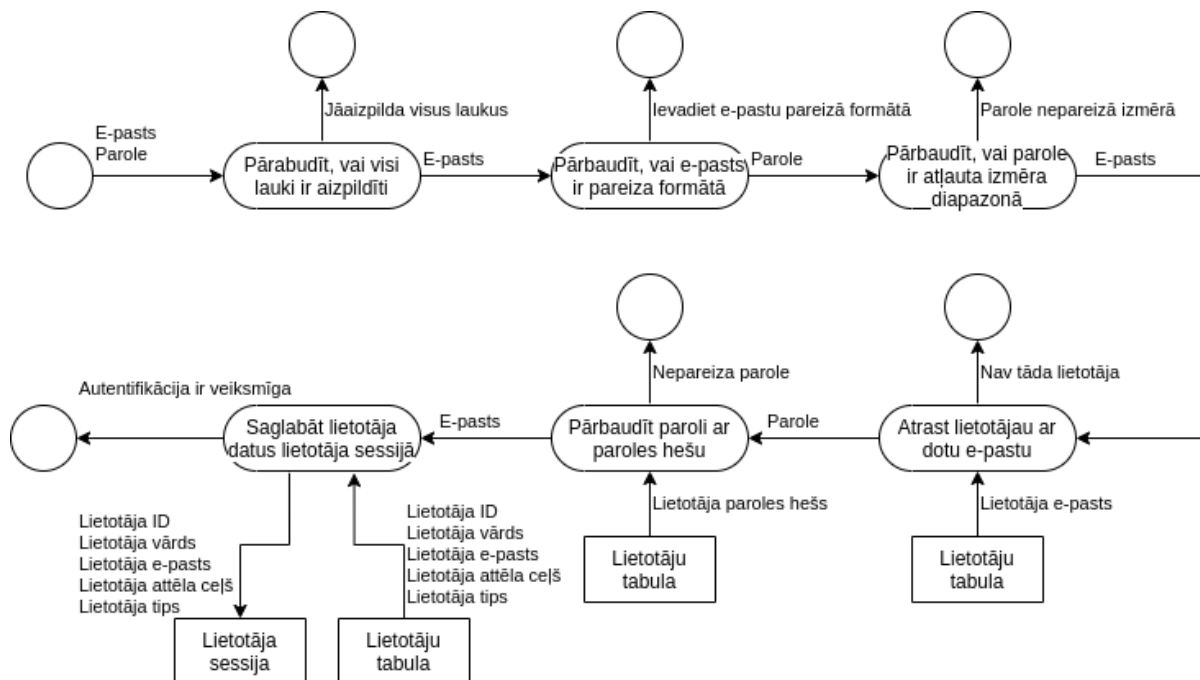 Jāaizpilda visus laukus
Ievadiet e-pastu pareizā formātā
Parole nepareizā izmērā
E-pasts
Parole
Pārabudīt, vai visi
lauki ir aizpildīti
E-pasts
Pārbaudīt, vai e-pasts
ir pareiza formātā
Parole
Pārbaudīt, vai parole
ir atļauta izmēra
diapazonā
E-pasts
Autentifikācija ir veiksmīga
Saglabāt lietotāja
datus lietotāja sessijā
E-pasts
Nepareiza parole
Pārbaudīt paroli ar
paroles hešu
Parole
Nav tāda lietotāja
Atrast lietotājau ar
dotu e-pastu
Lietotāja ID
Lietotāja vārds
Lietotāja e-pasts
Lietotāja attēla ceļš
Lietotāja tips
Lietotāja ID
Lietotāja vārds
Lietotāja e-pasts
Lietotāja attēla ceļš
Lietotāja tips
Lietotāja paroles hešs
Lietotāja e-pasts
Lietotāju
tabula
Lietotāju
tabula
Lietotāja
sessija
Lietotāju
tabula